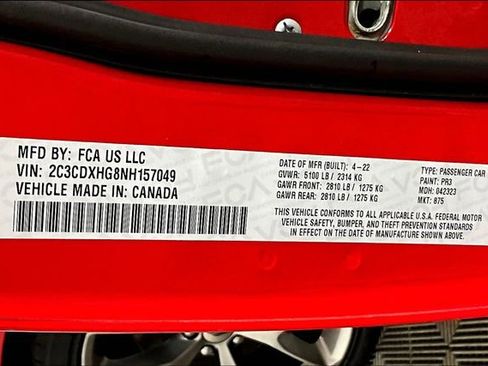 MFD BY: FCA US LLC
VIN: 2C3CDXHG8NH157049
VEHICLE MADE IN: CANADA
DATE OF MFR (BUILT): 4-22
GVWR: 5100 LB / 2314 KG
GAWR FRONT: 2810 LB / 1275 KG
GAWR REAR: 2810 LB / 1275 KG
TYPE: PASSENGER CAR
PAINT: PR3
MDH: 042323
MKT: 875
THIS VEHICLE CONFORMS TO ALL APPLICABLE U.S.A. FEDERAL MOTOR
VEHICLE SAFETY, BUMPER, AND THEFT PREVENTION STANDARDS
IN EFFECT ON THE DATE OF MANUFACTURE SHOWN ABOVE.